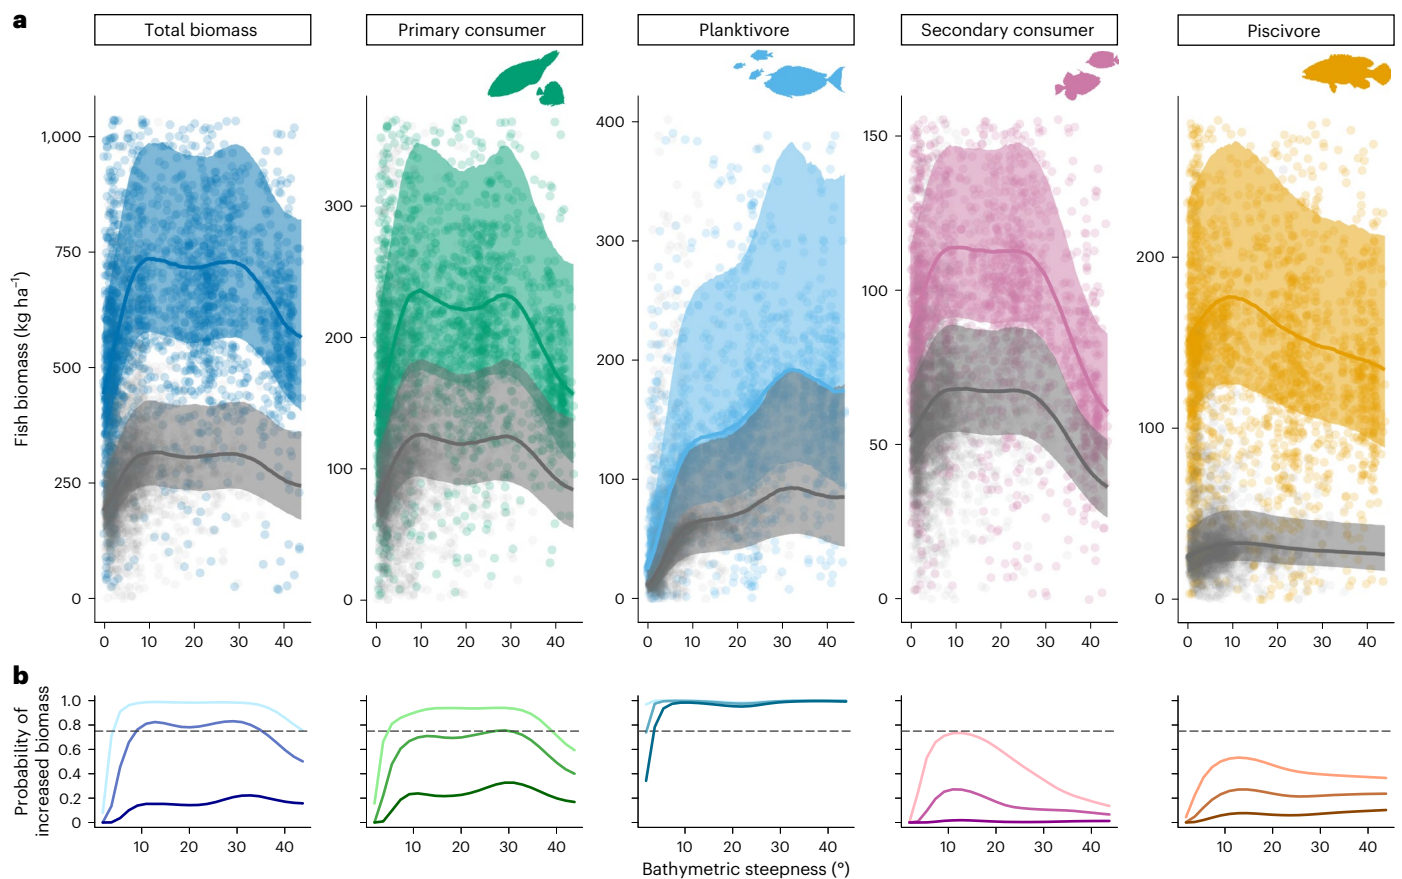 a
Total biomass
Primary consumer
Planktivore
Secondary consumer
Piscivore
Fish biomass (kg ha⁻¹)
1,000
750
500
250
0
0 10 20 30 40
300
200
100
0
0 10 20 30 40
400
300
200
100
0
0 10 20 30 40
150
100
50
0
0 10 20 30 40
200
100
0
0 10 20 30 40
b
Probability of
increased biomass
1.0
0.8
0.6
0.4
0.2
0
10 20 30 40
10 20 30 40
10 20 30 40
10 20 30 40
10 20 30 40
Bathymetric steepness (°)